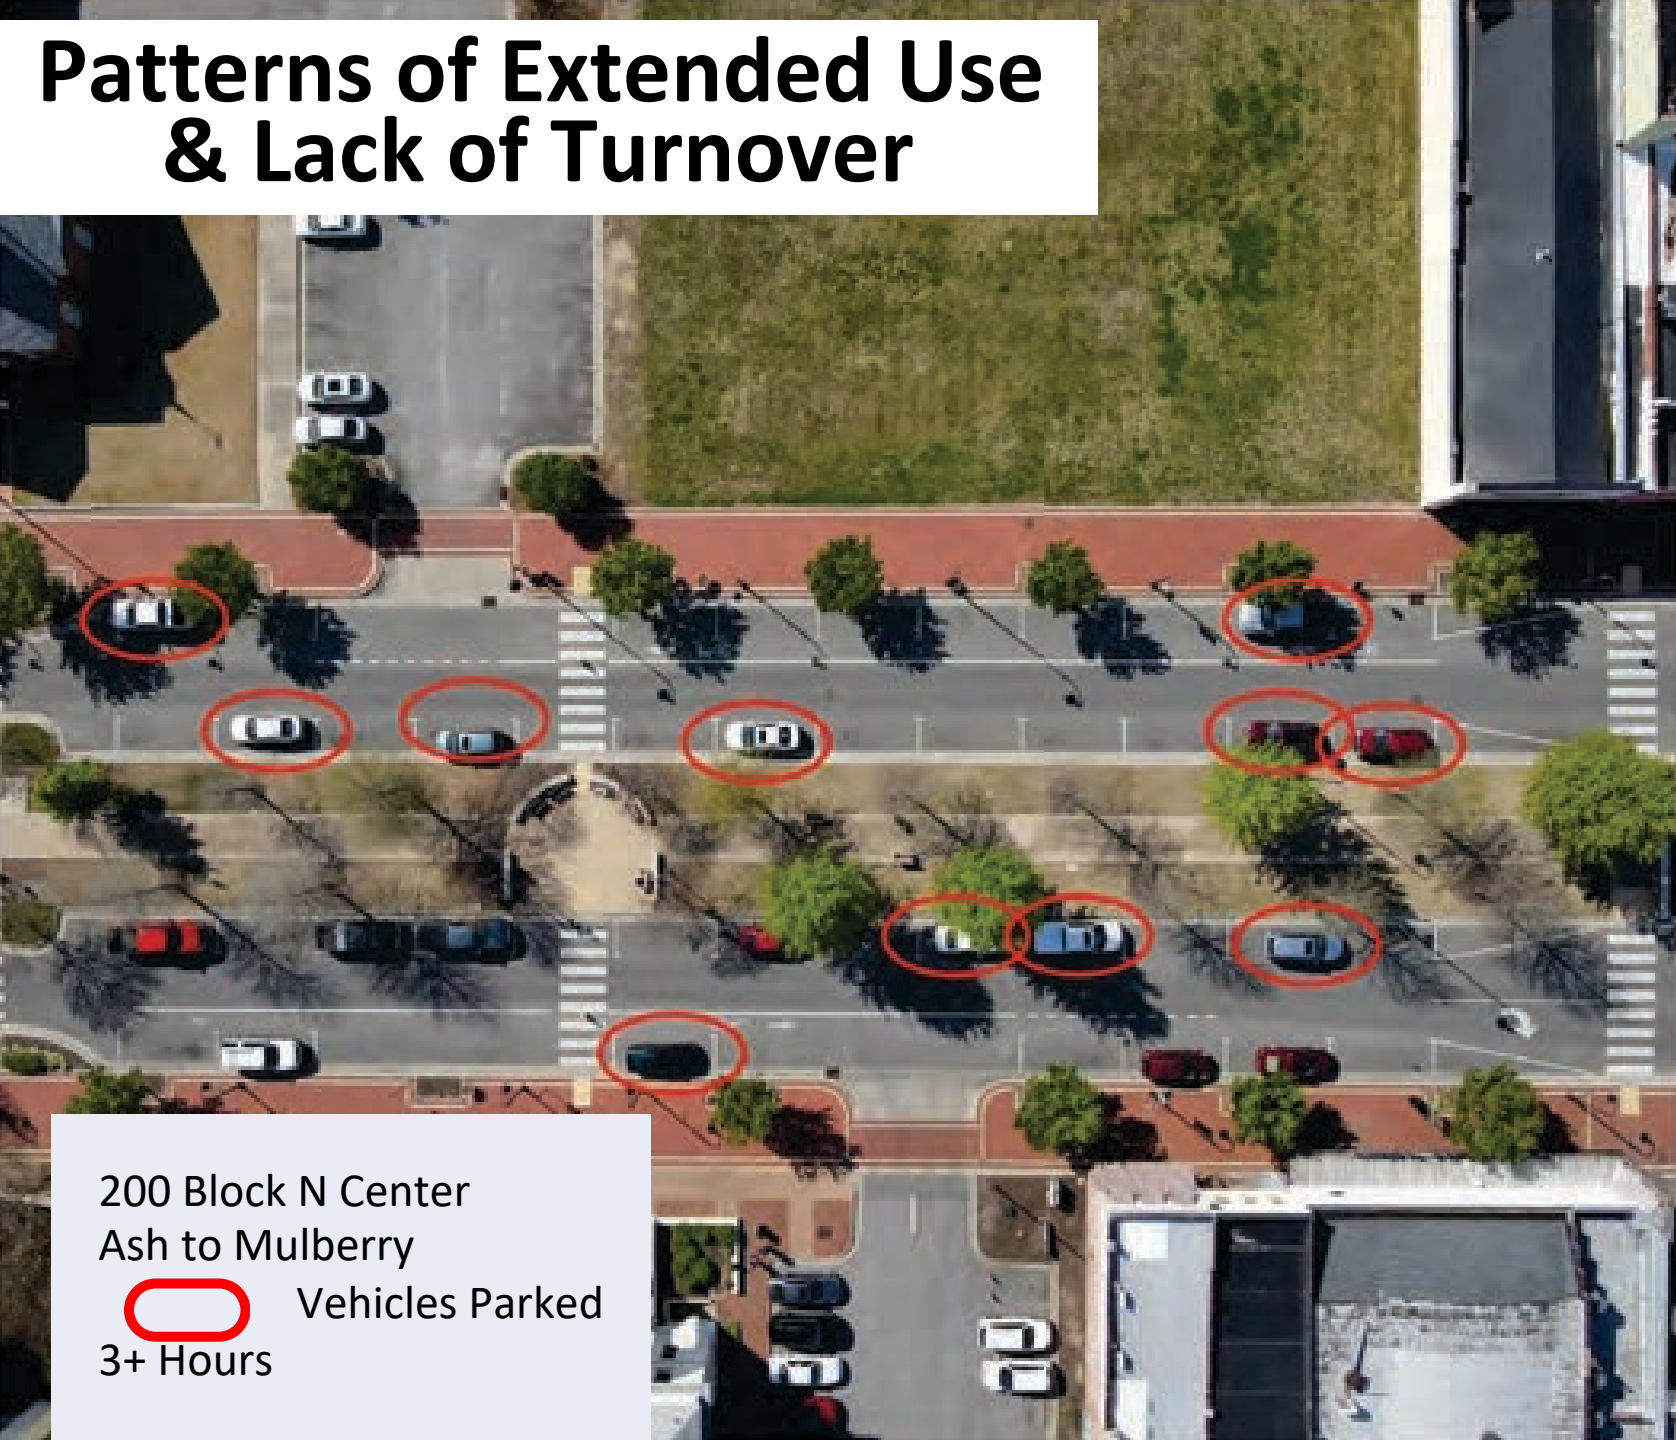 Patterns of Extended Use
& Lack of Turnover
200 Block N Center
Ash to Mulberry
Vehicles Parked
3+ Hours